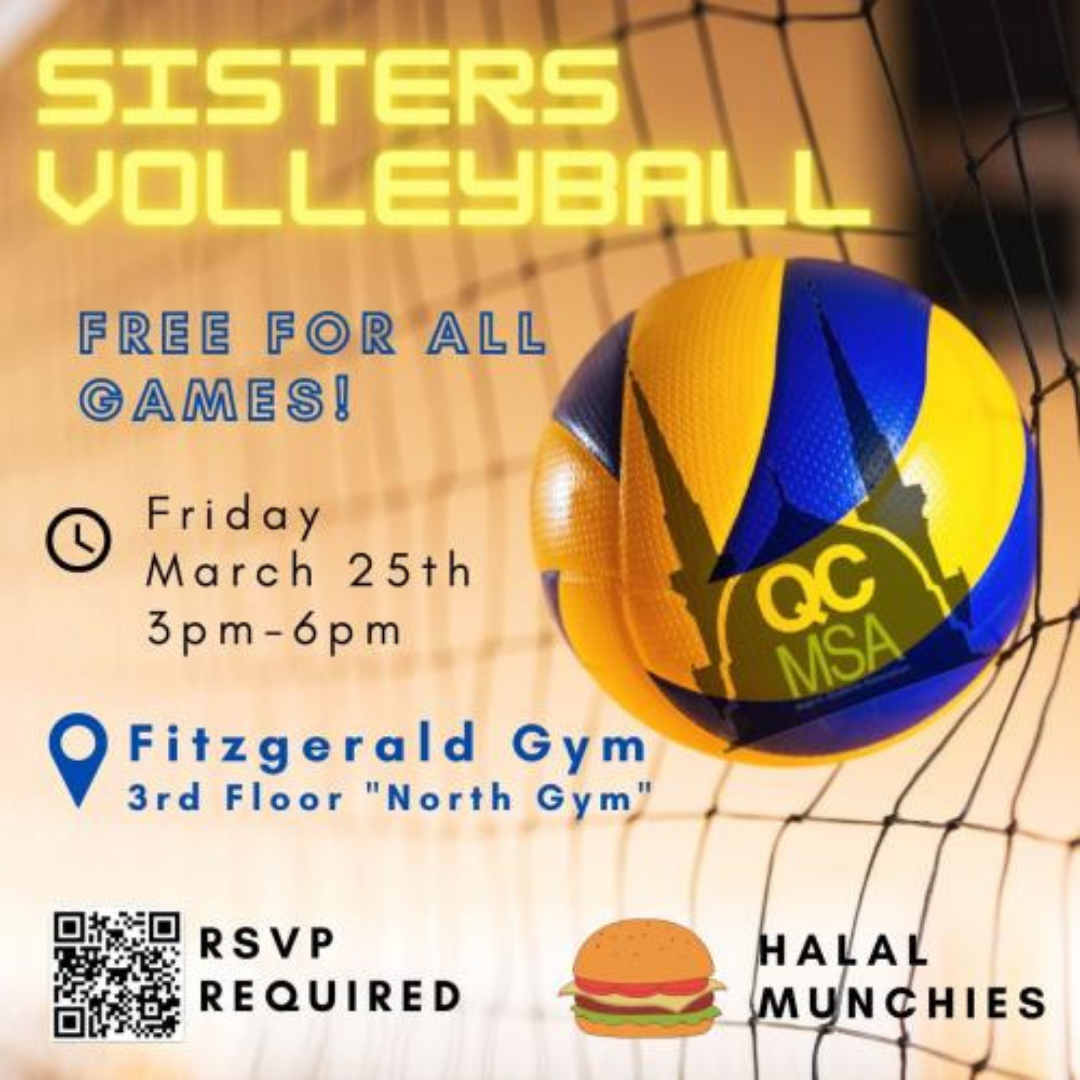 SISTERS
VOLLEYBALL
FREE FOR ALL
GAMES!
Friday
March 25th
3pm-6pm
QC
MSA
Fitzgerald Gym
3rd Floor "North Gym"
RSVP
REQUIRED
HALAL
MUNCHIES